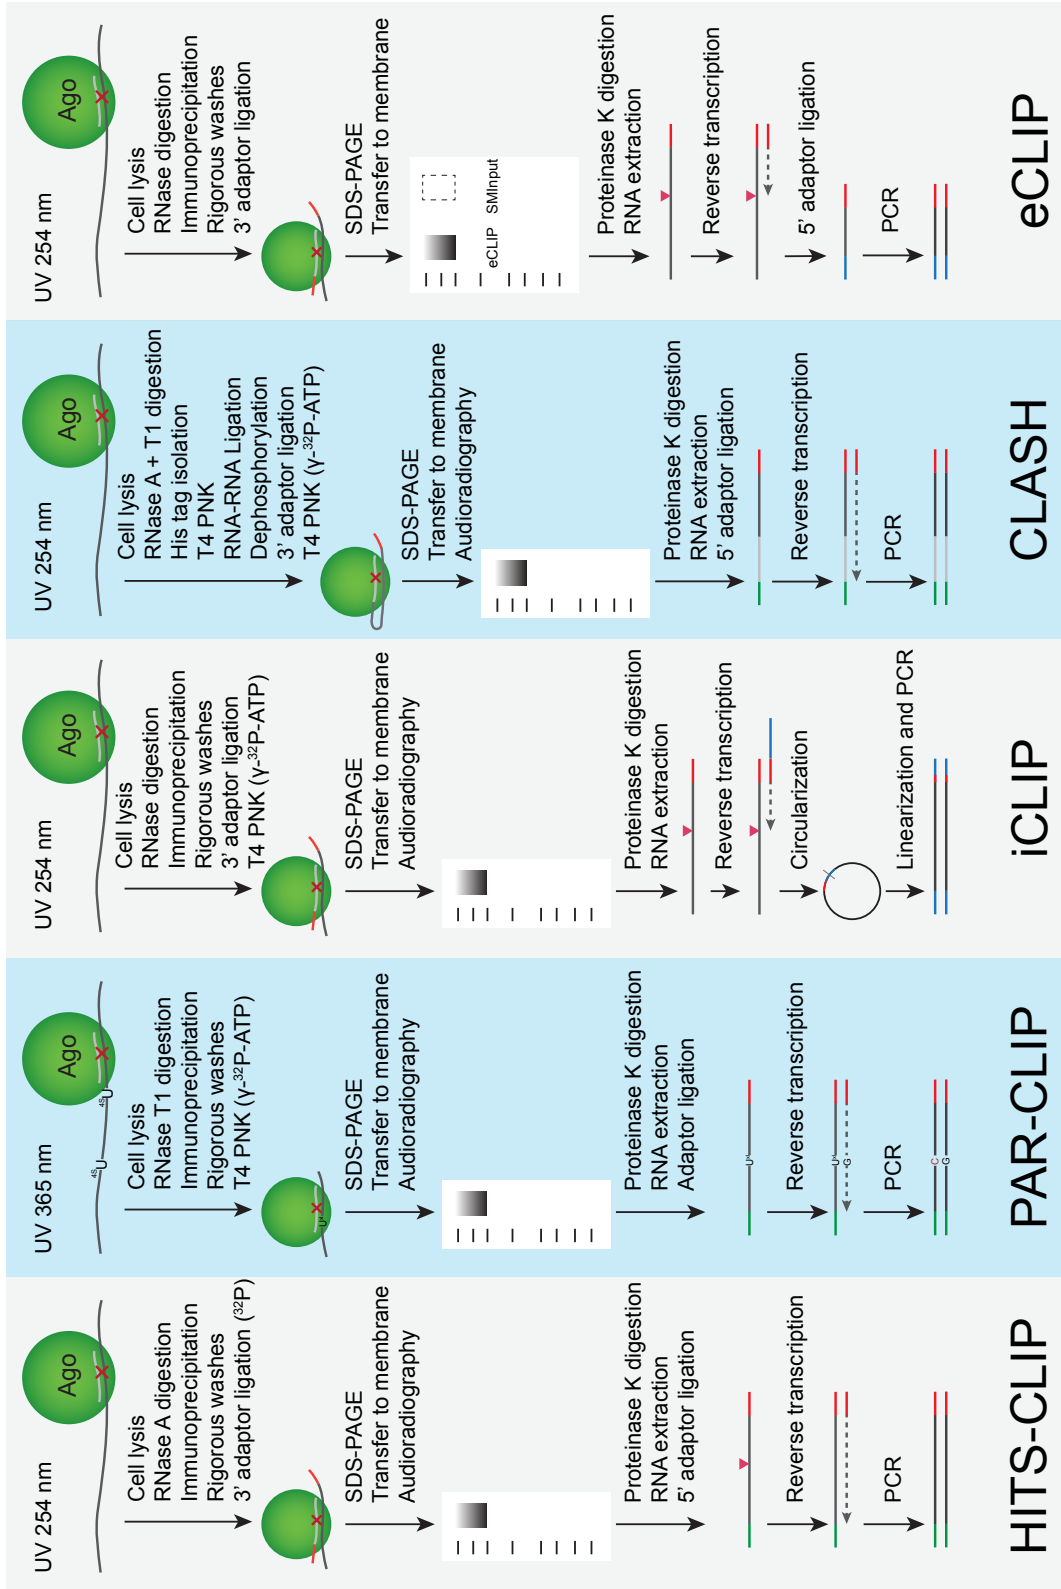 UV 254 nm
Ago
Cell lysis
RNase A digestion
Immunoprecipitation
Rigorous washes
3’ adaptor ligation (³²P)
SDS-PAGE
Transfer to membrane
Audioradiography
Proteinase K digestion
RNA extraction
5’ adaptor ligation
Reverse transcription
PCR
HITS-CLIP
UV 365 nm
4SU
4SU
Ago
Cell lysis
RNase T1 digestion
Immunoprecipitation
Rigorous washes
T4 PNK (γ-³²P-ATP)
U
SDS-PAGE
Transfer to membrane
Audioradiography
Proteinase K digestion
RNA extraction
Adaptor ligation
Reverse transcription
G
PCR
C
G
PAR-CLIP
UV 254 nm
Ago
Cell lysis
RNase digestion
Immunoprecipitation
Rigorous washes
3’ adaptor ligation
T4 PNK (γ-³²P-ATP)
SDS-PAGE
Transfer to membrane
Audioradiography
Proteinase K digestion
RNA extraction
Reverse transcription
Circularization
Linearization and PCR
iCLIP
UV 254 nm
Ago
Cell lysis
RNase A + T1 digestion
His tag isolation
T4 PNK
RNA-RNA Ligation
Dephosphorylation
3’ adaptor ligation
T4 PNK (γ-³²P-ATP)
SDS-PAGE
Transfer to membrane
Audioradiography
Proteinase K digestion
RNA extraction
5’ adaptor ligation
Reverse transcription
PCR
CLASH
UV 254 nm
Ago
Cell lysis
RNase digestion
Immunoprecipitation
Rigorous washes
3’ adaptor ligation
SDS-PAGE
Transfer to membrane
eCLIP SMInput
Proteinase K digestion
RNA extraction
Reverse transcription
5’ adaptor ligation
PCR
eCLIP